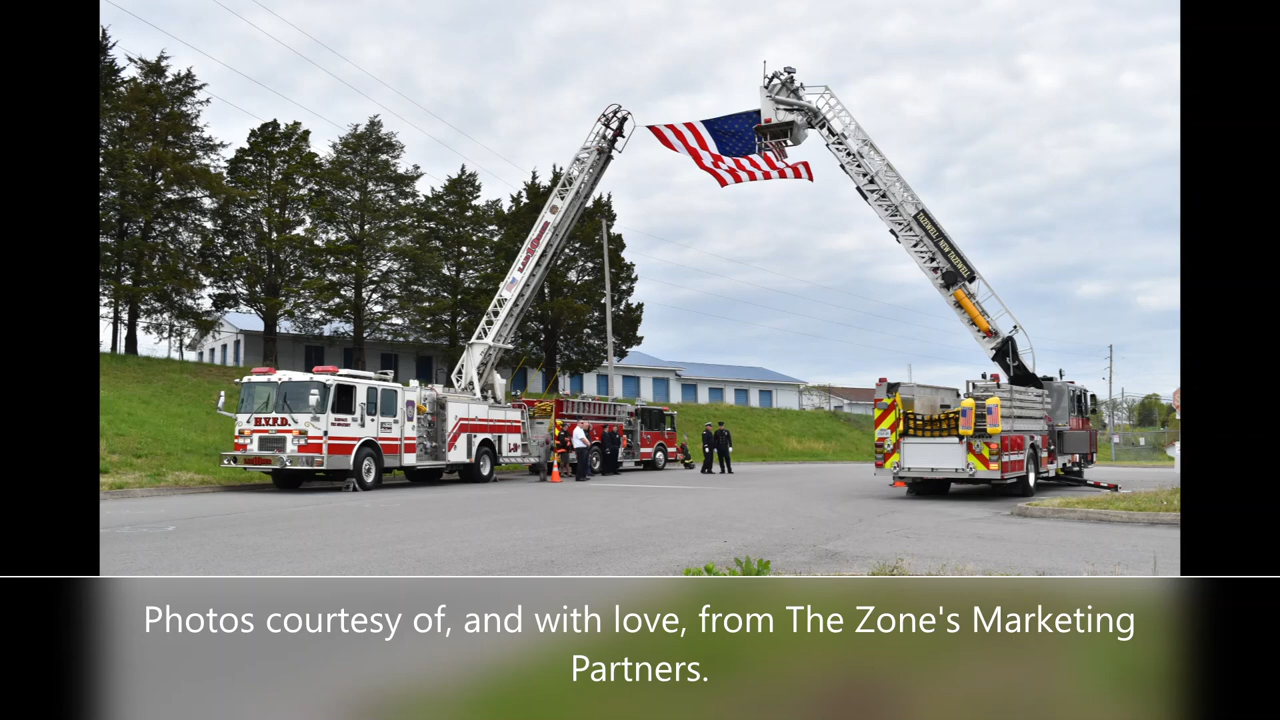 TAZEWELL / NEW TAZEWELL
H.V.F.D.
Photos courtesy of, and with love, from The Zone's Marketing
Partners.